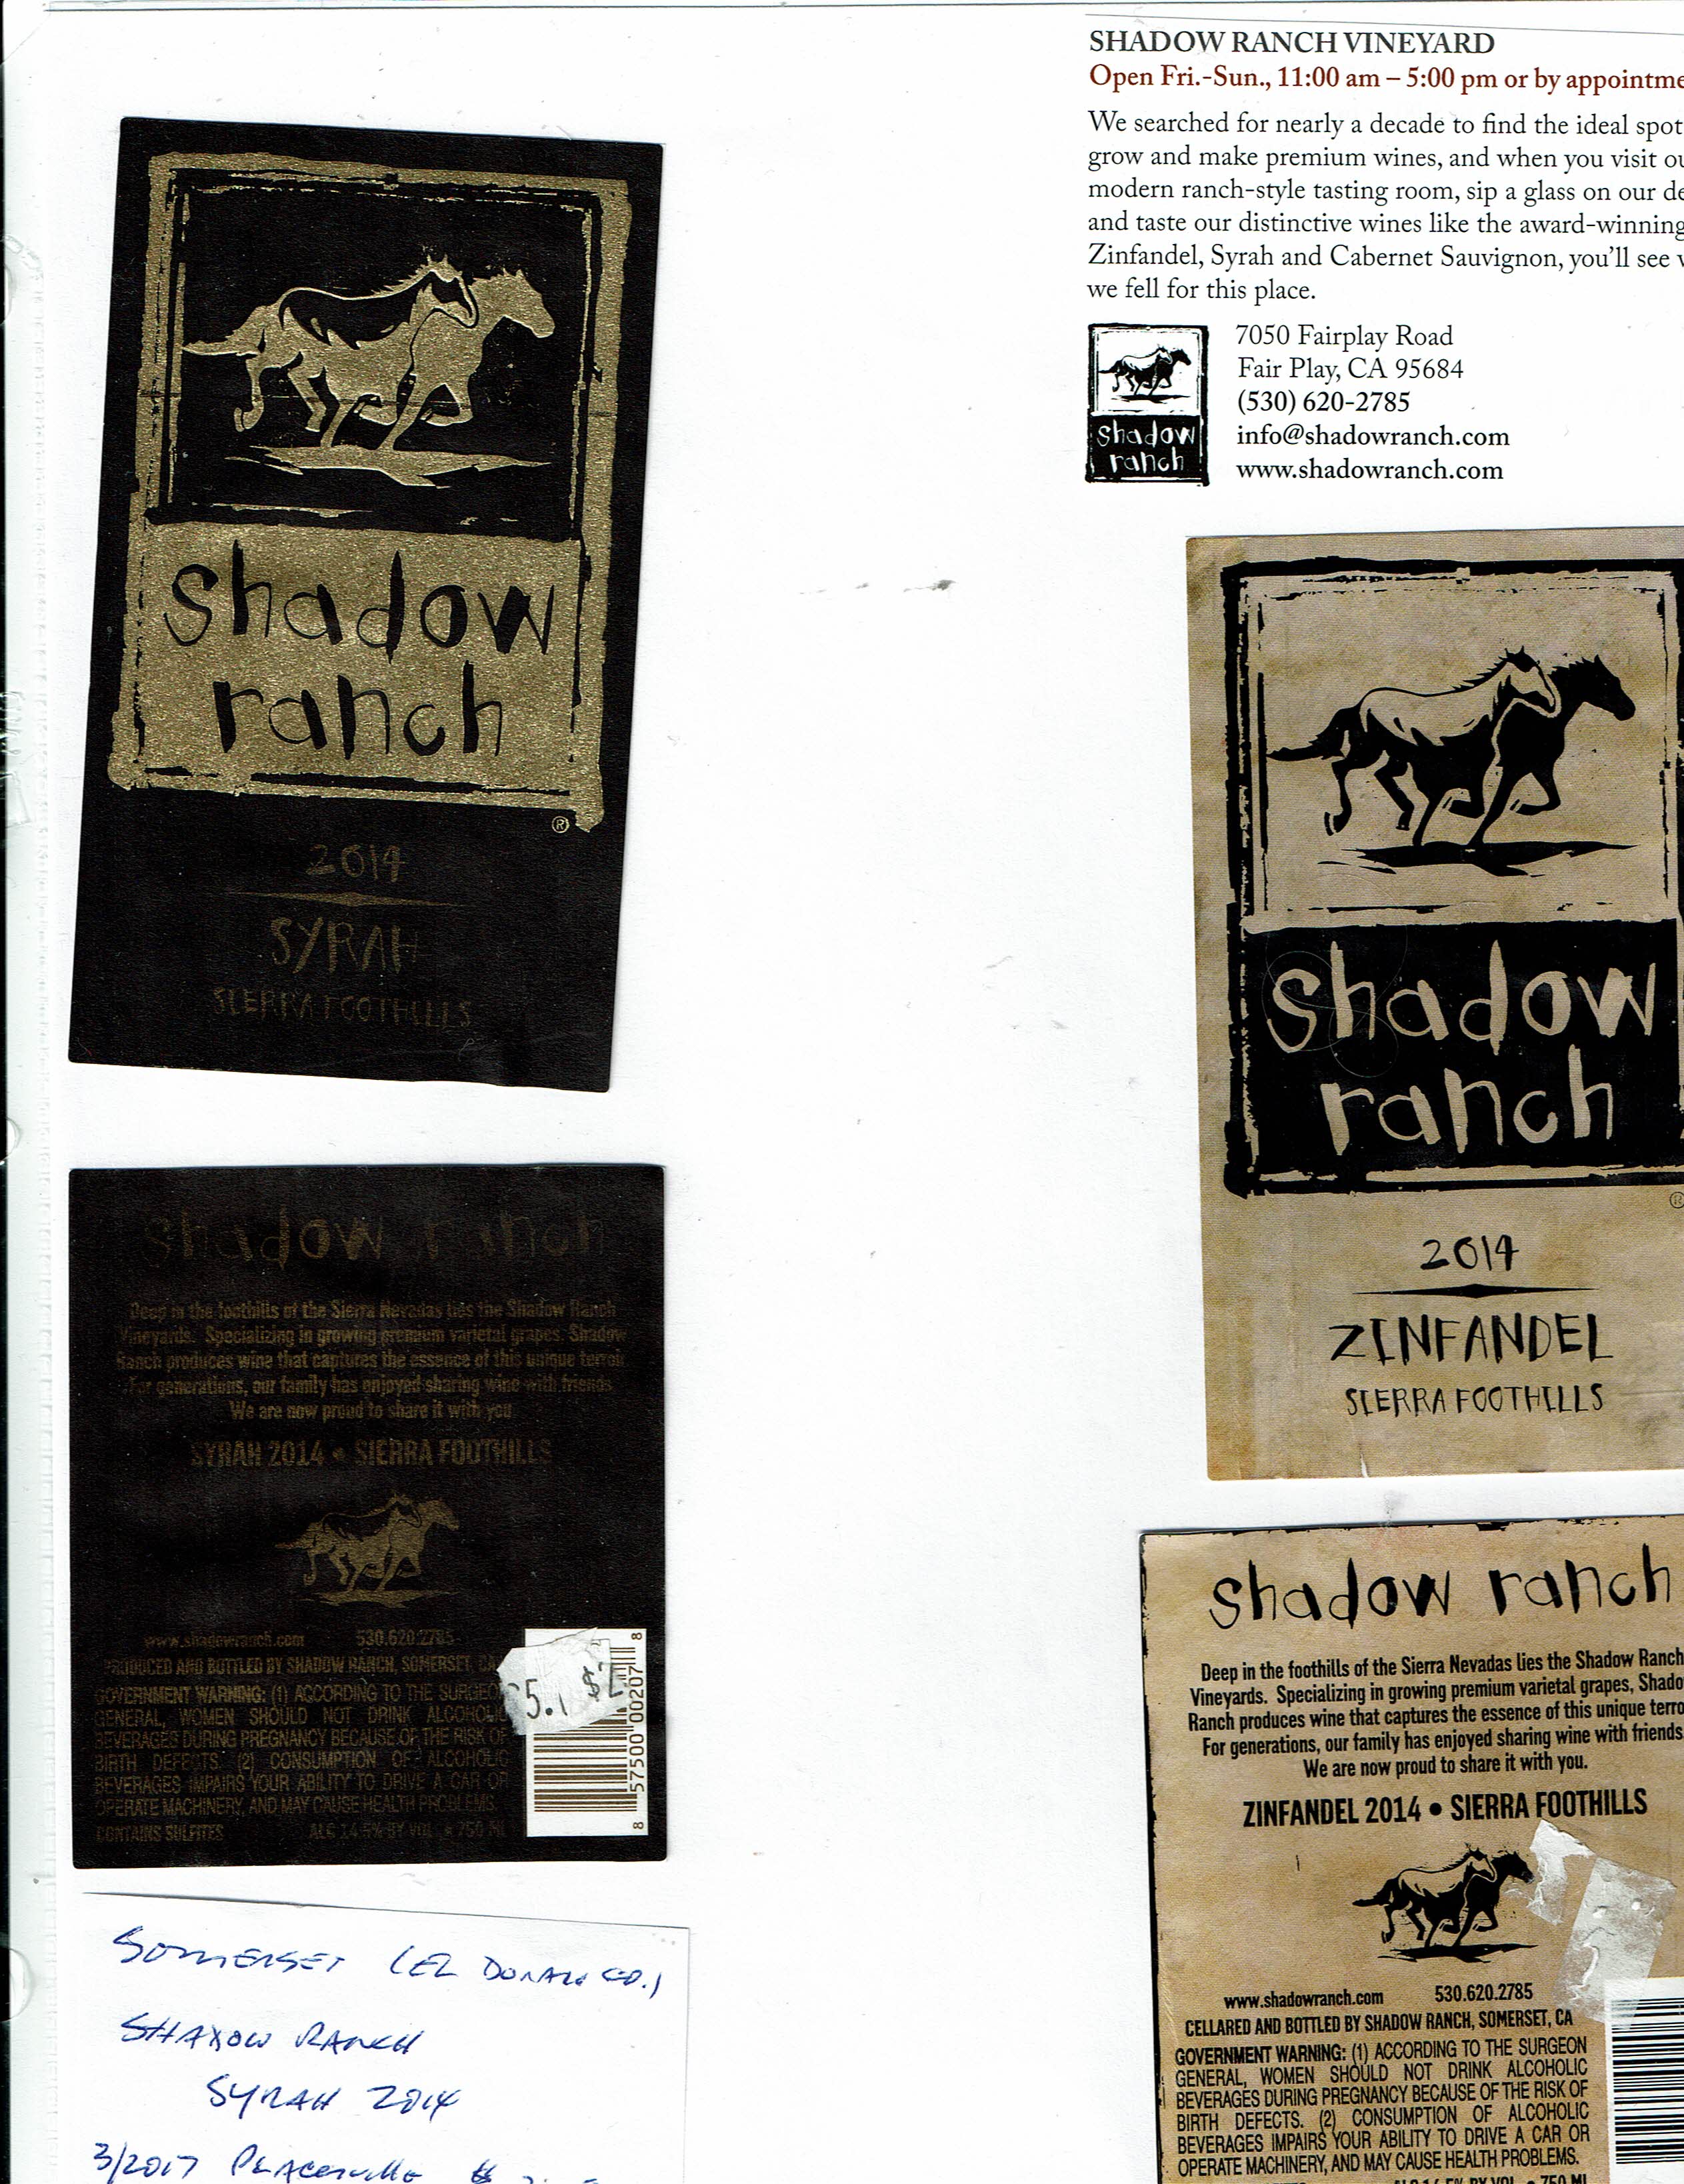 SHADOW RANCH VINEYARD
Open Fri.-Sun., 11:00 am – 5:00 pm or by appointme
We searched for nearly a decade to find the ideal spot
grow and make premium wines, and when you visit ou
modern ranch-style tasting room, sip a glass on our de
and taste our distinctive wines like the award-winning
Zinfandel, Syrah and Cabernet Sauvignon, you'll see w
we fell for this place.
7050 Fairplay Road
Fair Play, CA 95684
(530) 620-2785
info@shadowranch.com
www.shadowranch.com
shadow
ranch
shadow
ranch
®
2014
SYRAH
SIERRA FOOTHILLS
shadow ranch
Deep in the foothills of the Sierra Nevadas lies the Shadow Ranch
Vineyards. Specializing in growing premium varietal grapes, Shadow
Ranch produces wine that captures the essence of this unique terroir.
For generations, our family has enjoyed sharing wine with friends.
We are now proud to share it with you.
SYRAH 2014 • SIERRA FOOTHILLS
www.shadowranch.com 530.620.2785
PRODUCED AND BOTTLED BY SHADOW RANCH, SOMERSET, CA
GOVERNMENT WARNING: (1) ACCORDING TO THE SURGEON
GENERAL, WOMEN SHOULD NOT DRINK ALCOHOLIC
BEVERAGES DURING PREGNANCY BECAUSE OF THE RISK OF
BIRTH DEFECTS. (2) CONSUMPTION OF ALCOHOLIC
BEVERAGES IMPAIRS YOUR ABILITY TO DRIVE A CAR OR
OPERATE MACHINERY, AND MAY CAUSE HEALTH PROBLEMS.
CONTAINS SULFITES ALC 14.5% BY VOL • 750 ML
8 57500 00207 8
SOMERSET (EL DORADO CO.)
SHADOW RANCH
SYRAH 2014
3/2017 PLACERVILLE $
shadow
ranch
®
2014
ZINFANDEL
SIERRA FOOTHILLS
shadow ranch
Deep in the foothills of the Sierra Nevadas lies the Shadow Ranch
Vineyards. Specializing in growing premium varietal grapes, Shado
Ranch produces wine that captures the essence of this unique terro
For generations, our family has enjoyed sharing wine with friends
We are now proud to share it with you.
ZINFANDEL 2014 • SIERRA FOOTHILLS
www.shadowranch.com 530.620.2785
CELLARED AND BOTTLED BY SHADOW RANCH, SOMERSET, CA
GOVERNMENT WARNING: (1) ACCORDING TO THE SURGEON
GENERAL, WOMEN SHOULD NOT DRINK ALCOHOLIC
BEVERAGES DURING PREGNANCY BECAUSE OF THE RISK OF
BIRTH DEFECTS. (2) CONSUMPTION OF ALCOHOLIC
BEVERAGES IMPAIRS YOUR ABILITY TO DRIVE A CAR OR
OPERATE MACHINERY, AND MAY CAUSE HEALTH PROBLEMS.